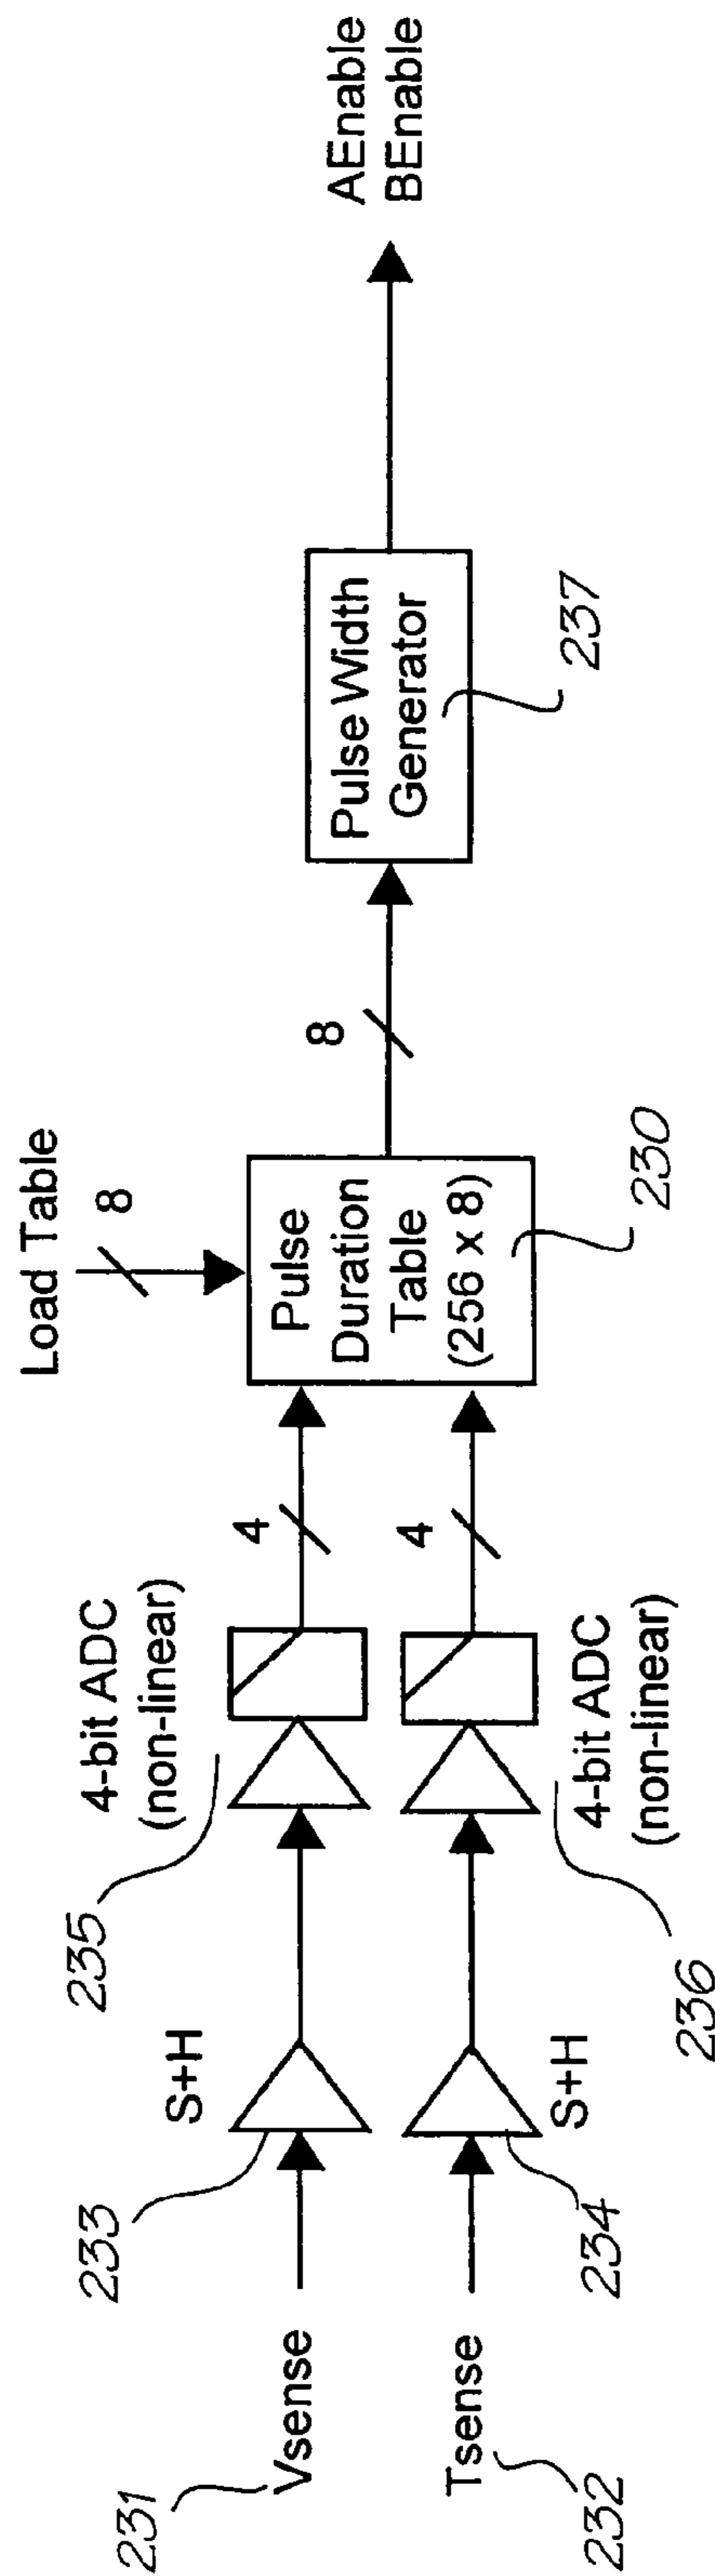 Load Table
8
4-bit ADC
(non-linear)
235
S+H
233
231
Vsense
4
Pulse
Duration
Table
(256 x 8)
230
8
Pulse Width
Generator
237
AEnable
BEnable
Tsense
232
S+H
234
4-bit ADC
(non-linear)
236
4